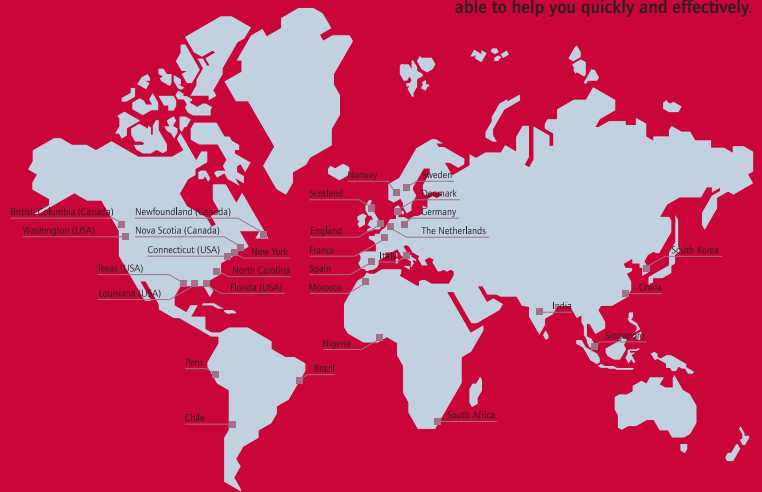 able to help you quickly and effectively.
Norway
Sweden
Scotland
Denmark
British Columbia (Canada)
Newfoundland (Canada)
Germany
Washington (USA)
Nova Scotia (Canada)
England
The Netherlands
Connecticut (USA)
New York
France
Italy
South Korea
Texas (USA)
North Carolina
Spain
Louisiana (USA)
Florida (USA)
Morocco
China
India
Nigeria
Singapore
Peru
Brazil
Chile
South Africa